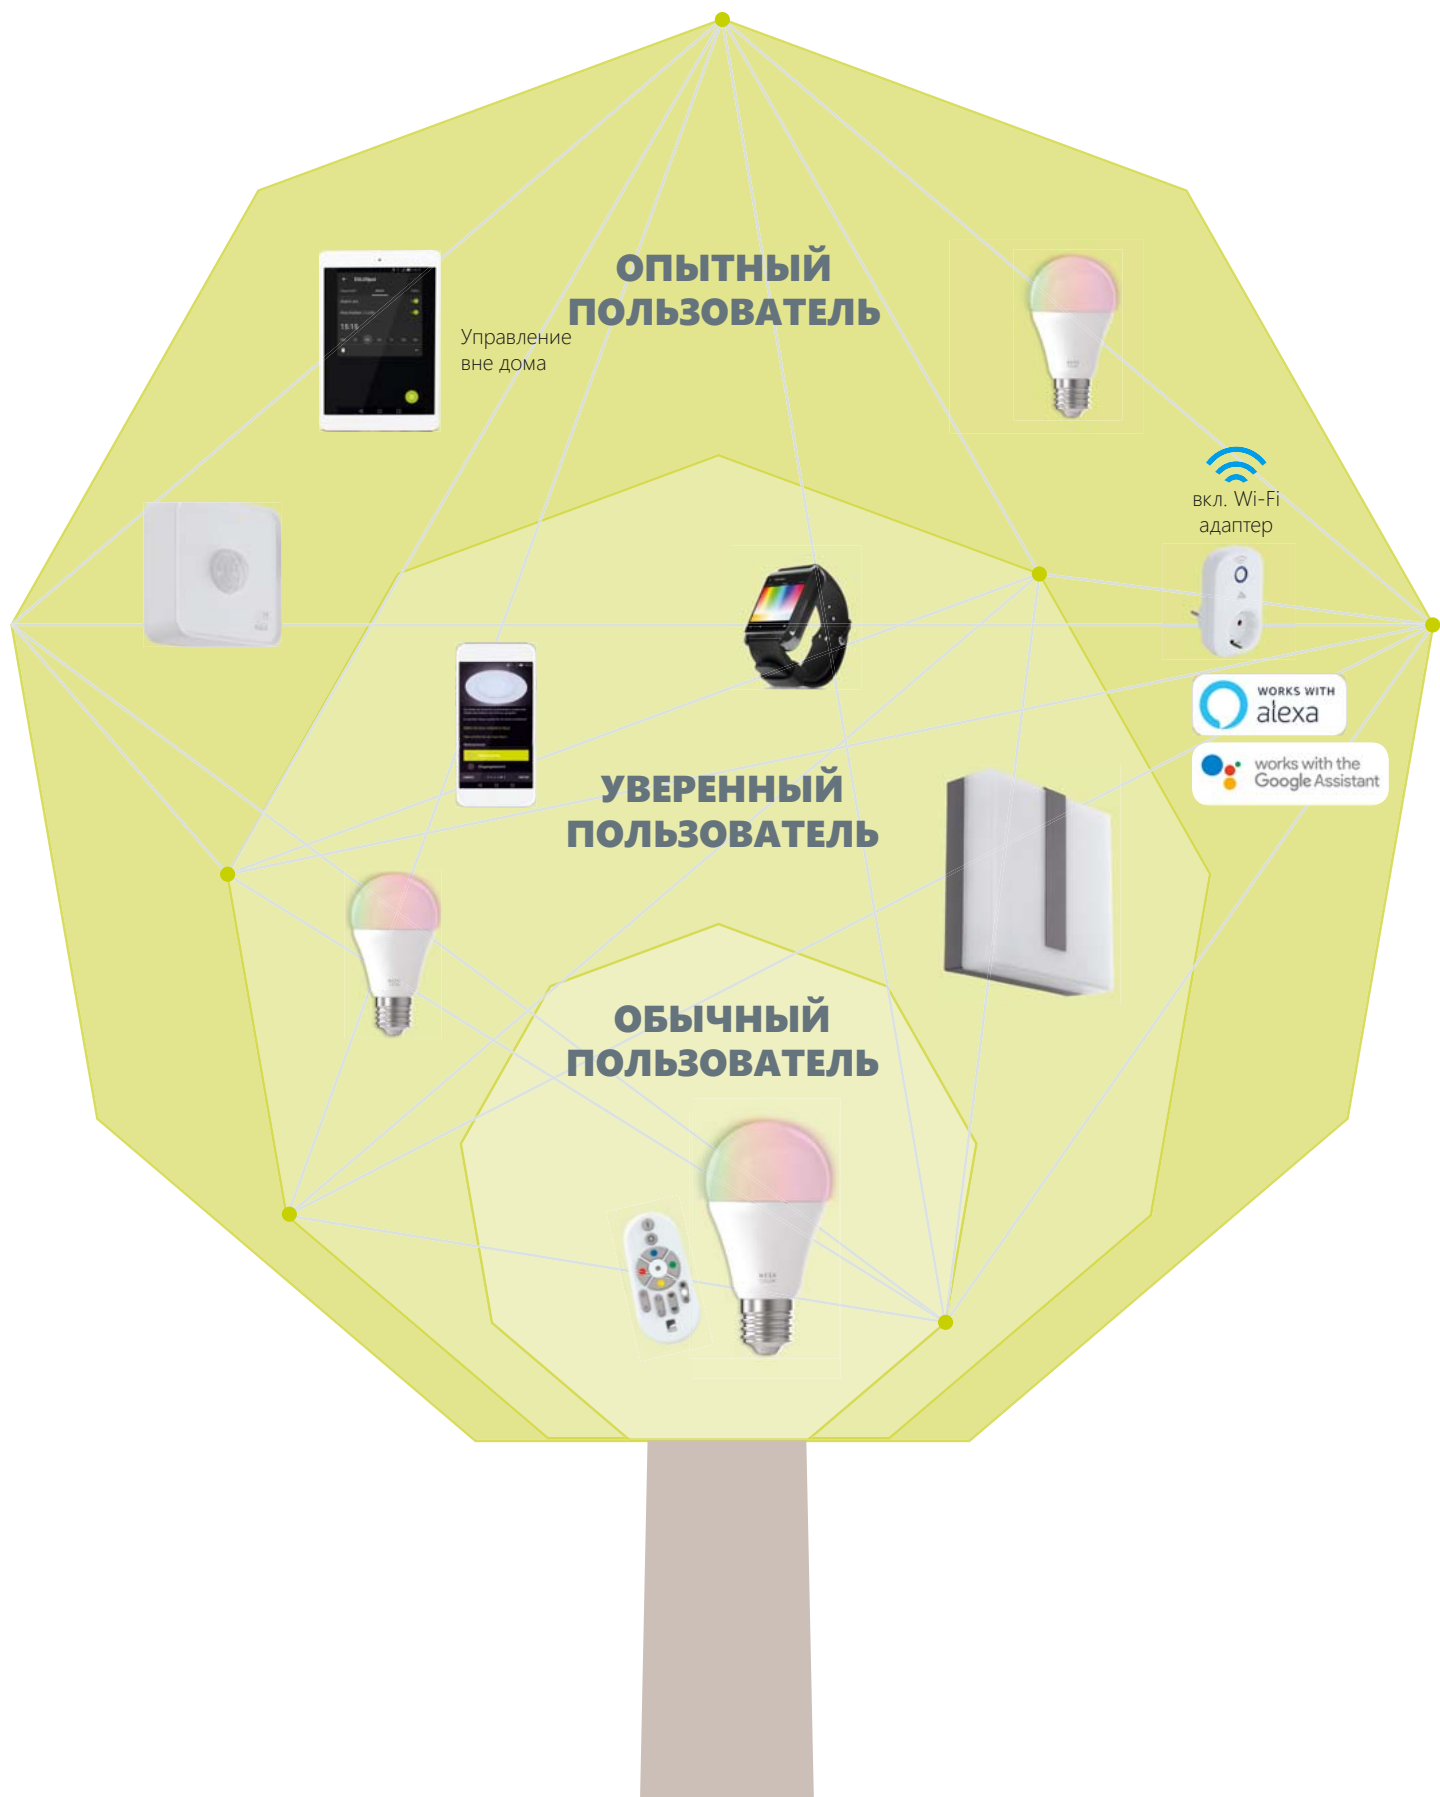 ОПЫТНЫЙ
ПОЛЬЗОВАТЕЛЬ
Управление
вне дома
вкл. Wi-Fi
адаптер
WORKS WITH
alexa
works with the
Google Assistant
УВЕРЕННЫЙ
ПОЛЬЗОВАТЕЛЬ
ОБЫЧНЫЙ
ПОЛЬЗОВАТЕЛЬ